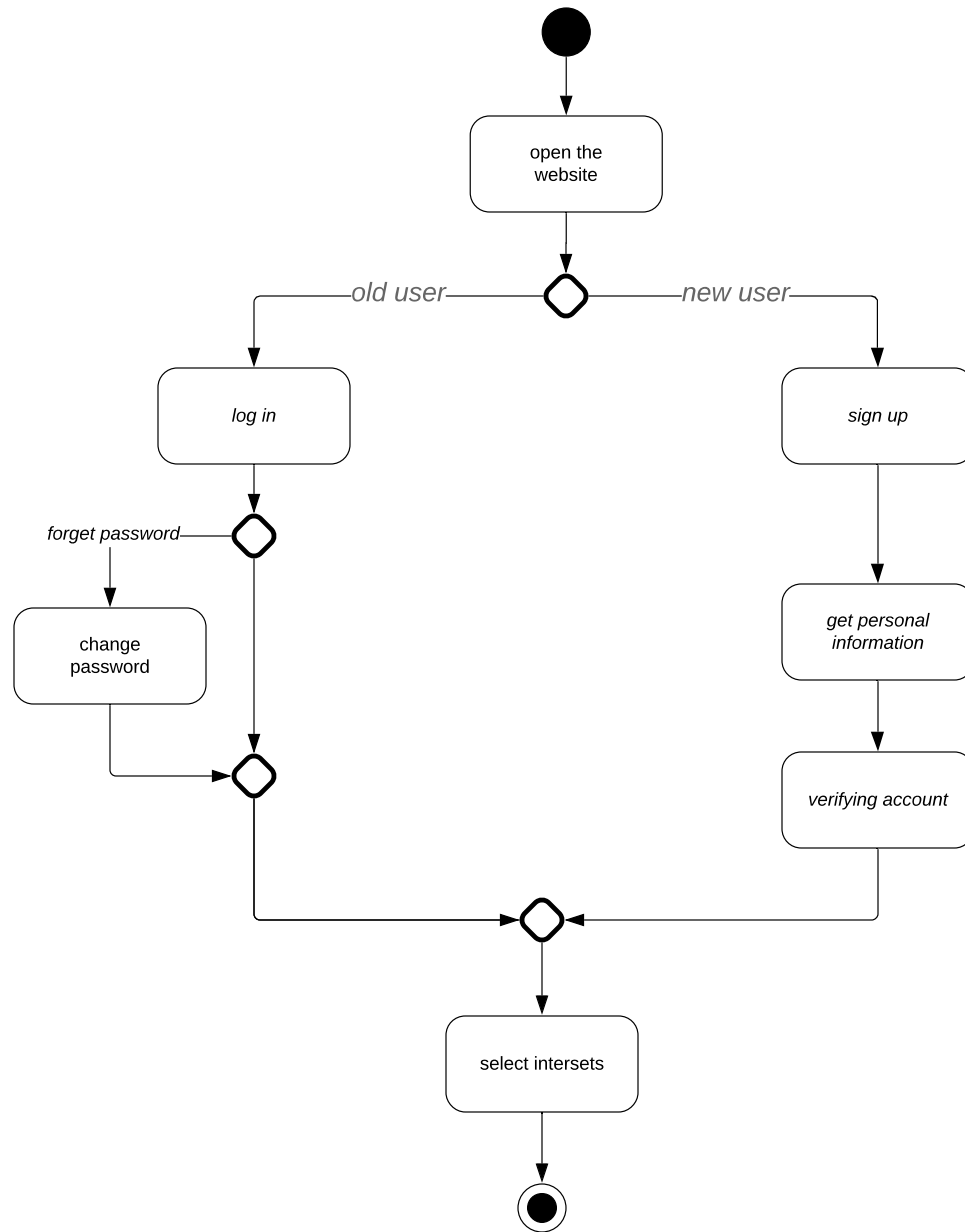 open the
website
old user
new user
log in
sign up
forget password
change
password
get personal
information
verifying account
select intersets